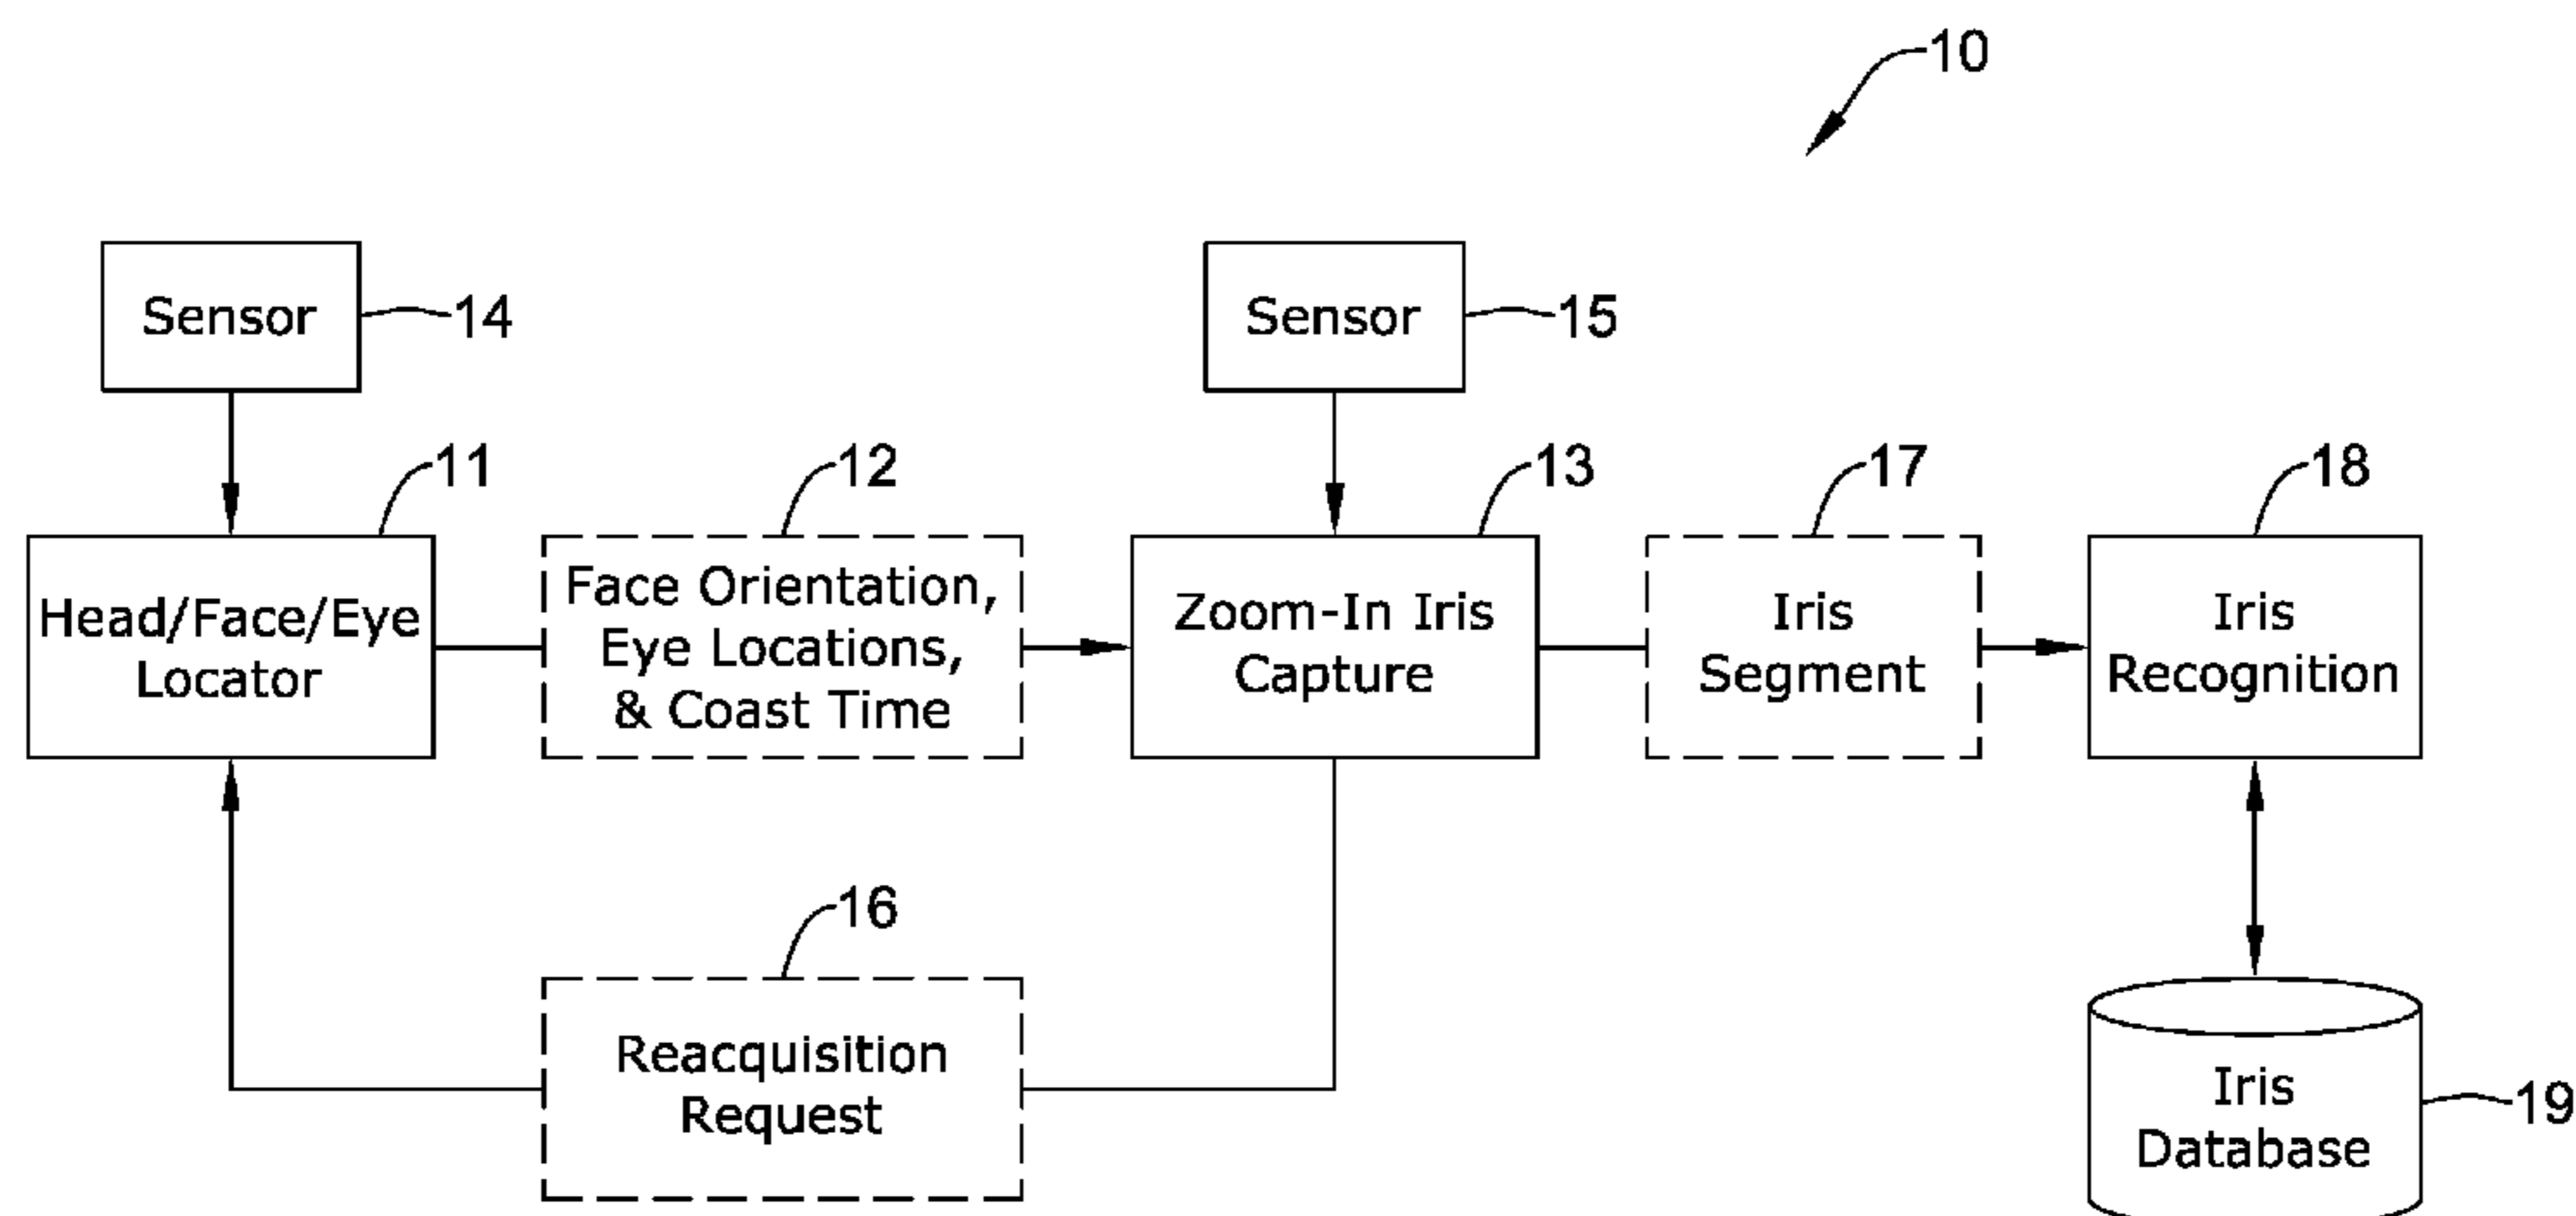 10
Sensor
14
Sensor
15
11
12
13
17
18
Head/Face/Eye
Locator
Face Orientation,
Eye Locations,
& Coast Time
Zoom-In Iris
Capture
Iris
Segment
Iris
Recognition
16
Reacquisition
Request
Iris
Database
19